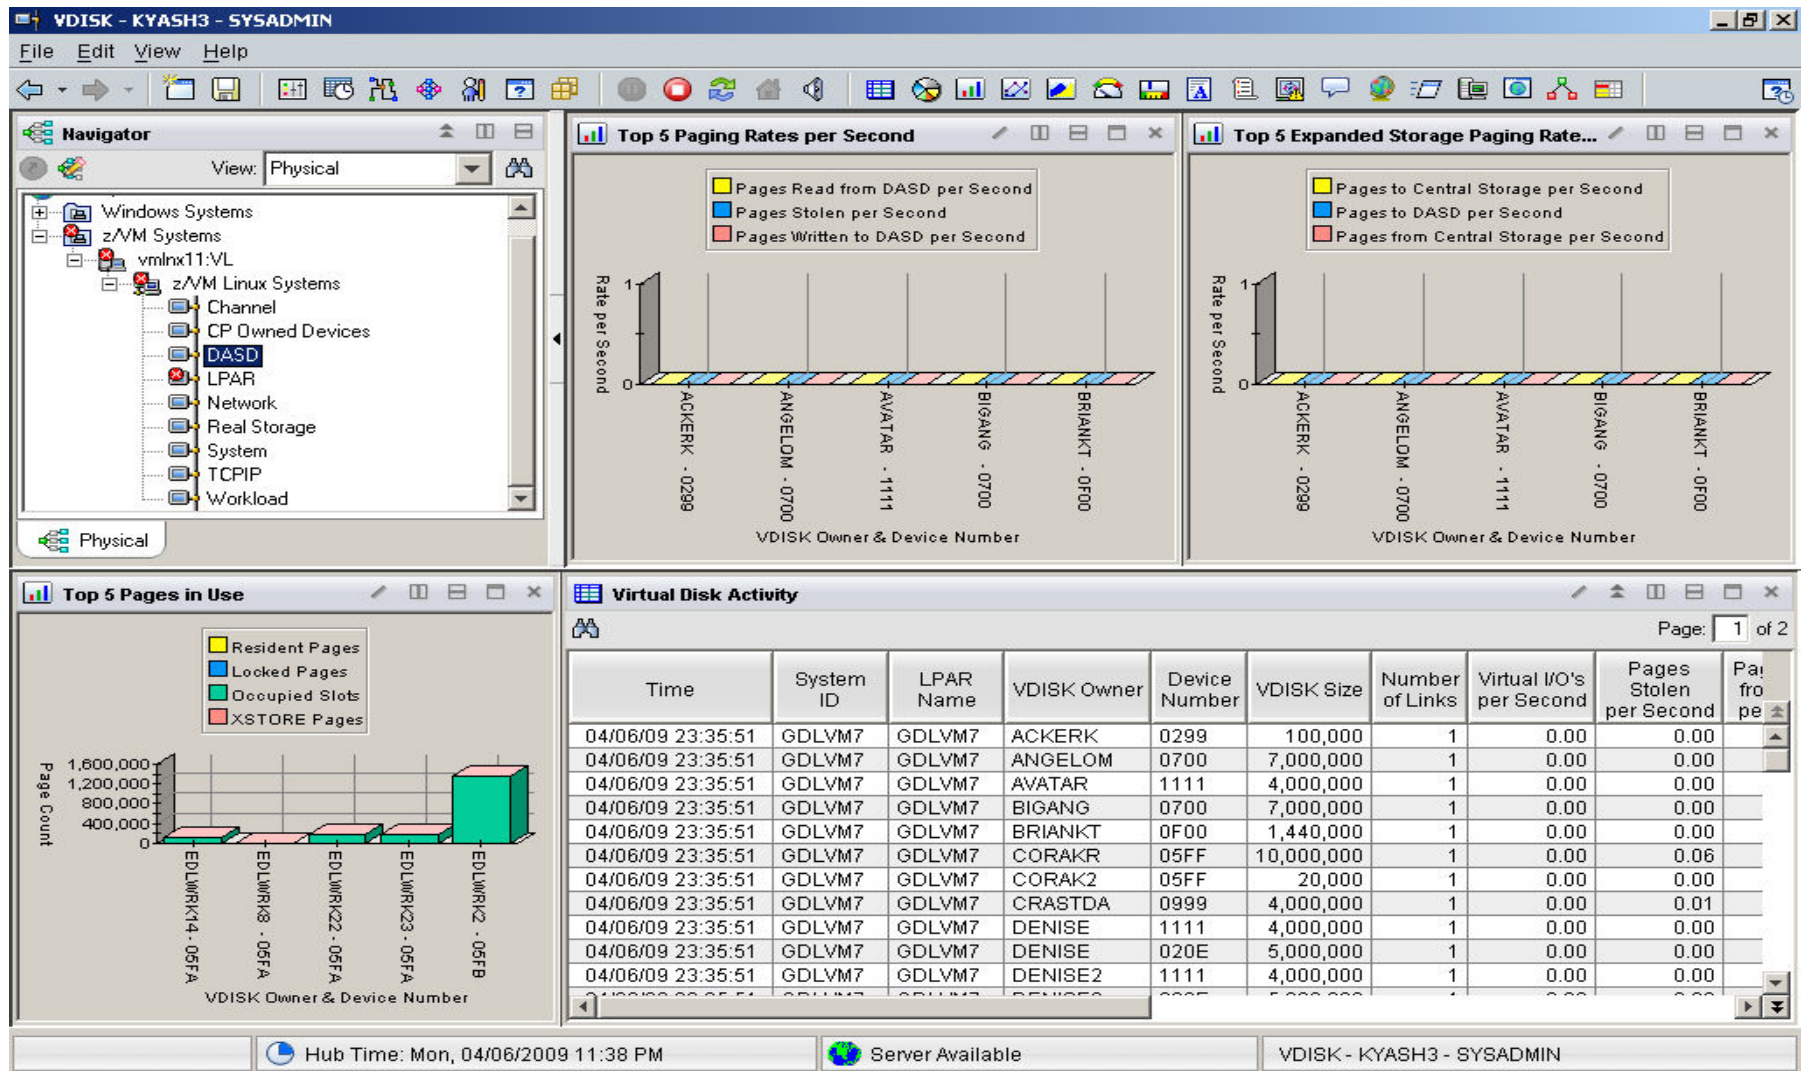 VDISK - KYASH3 - SYSADMIN
File Edit View Help
Navigator
View: Physical
Windows Systems
z/VM Systems
vmlnx11:VL
z/VM Linux Systems
Channel
CP Owned Devices
DASD
LPAR
Network
Real Storage
System
TCPIP
Workload
Physical
Top 5 Paging Rates per Second
Pages Read from DASD per Second
Pages Stolen per Second
Pages Written to DASD per Second
Rate per Second
1
0
ACKERK - 0299
ANGELOM - 0700
AVATAR - 1111
BIGANG - 0700
BRIANKT - 0F00
VDISK Owner & Device Number
Top 5 Expanded Storage Paging Rate...
Pages to Central Storage per Second
Pages to DASD per Second
Pages from Central Storage per Second
Rate per Second
1
0
ACKERK - 0299
ANGELOM - 0700
AVATAR - 1111
BIGANG - 0700
BRIANKT - 0F00
VDISK Owner & Device Number
Top 5 Pages in Use
Resident Pages
Locked Pages
Occupied Slots
XSTORE Pages
Page Count
1,600,000
1,200,000
800,000
400,000
0
EDLWRK14 - 05FA
EDLWRK8 - 05FA
EDLWRK22 - 05FA
EDLWRK23 - 05FA
EDLWRK2 - 05FB
VDISK Owner & Device Number
Virtual Disk Activity
Page: 1 of 2
Time System ID LPAR Name VDISK Owner Device Number VDISK Size Number of Links Virtual I/O's per Second Pages Stolen per Second
04/06/09 23:35:51 GDLVM7 GDLVM7 ACKERK 0299 100,000 1 0.00 0.00
04/06/09 23:35:51 GDLVM7 GDLVM7 ANGELOM 0700 7,000,000 1 0.00 0.00
04/06/09 23:35:51 GDLVM7 GDLVM7 AVATAR 1111 4,000,000 1 0.00 0.00
04/06/09 23:35:51 GDLVM7 GDLVM7 BIGANG 0700 7,000,000 1 0.00 0.00
04/06/09 23:35:51 GDLVM7 GDLVM7 BRIANKT 0F00 1,440,000 1 0.00 0.00
04/06/09 23:35:51 GDLVM7 GDLVM7 CORAKR 05FF 10,000,000 1 0.00 0.06
04/06/09 23:35:51 GDLVM7 GDLVM7 CORAK2 05FF 20,000 1 0.00 0.00
04/06/09 23:35:51 GDLVM7 GDLVM7 CRASTDA 0999 4,000,000 1 0.00 0.01
04/06/09 23:35:51 GDLVM7 GDLVM7 DENISE 1111 4,000,000 1 0.00 0.00
04/06/09 23:35:51 GDLVM7 GDLVM7 DENISE 020E 5,000,000 1 0.00 0.00
04/06/09 23:35:51 GDLVM7 GDLVM7 DENISE2 1111 4,000,000 1 0.00 0.00
Hub Time: Mon, 04/06/2009 11:38 PM
Server Available
VDISK - KYASH3 - SYSADMIN